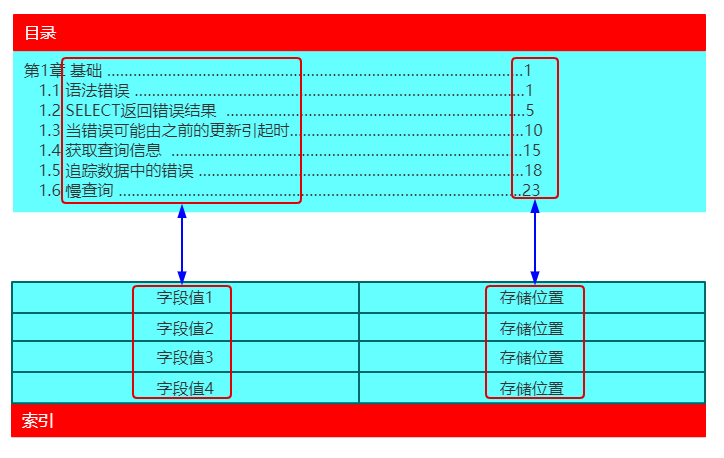 目录
第1章 基础 ........................................................................................1
1.1 语法错误 ...................................................................................1
1.2 SELECT返回错误结果 ................................................................5
1.3 当错误可能由之前的更新引起时..................................................10
1.4 获取查询信息 ...........................................................................15
1.5 追踪数据中的错误 .....................................................................18
1.6 慢查询 ......................................................................................23
字段值1 存储位置
字段值2 存储位置
字段值3 存储位置
字段值4 存储位置
索引